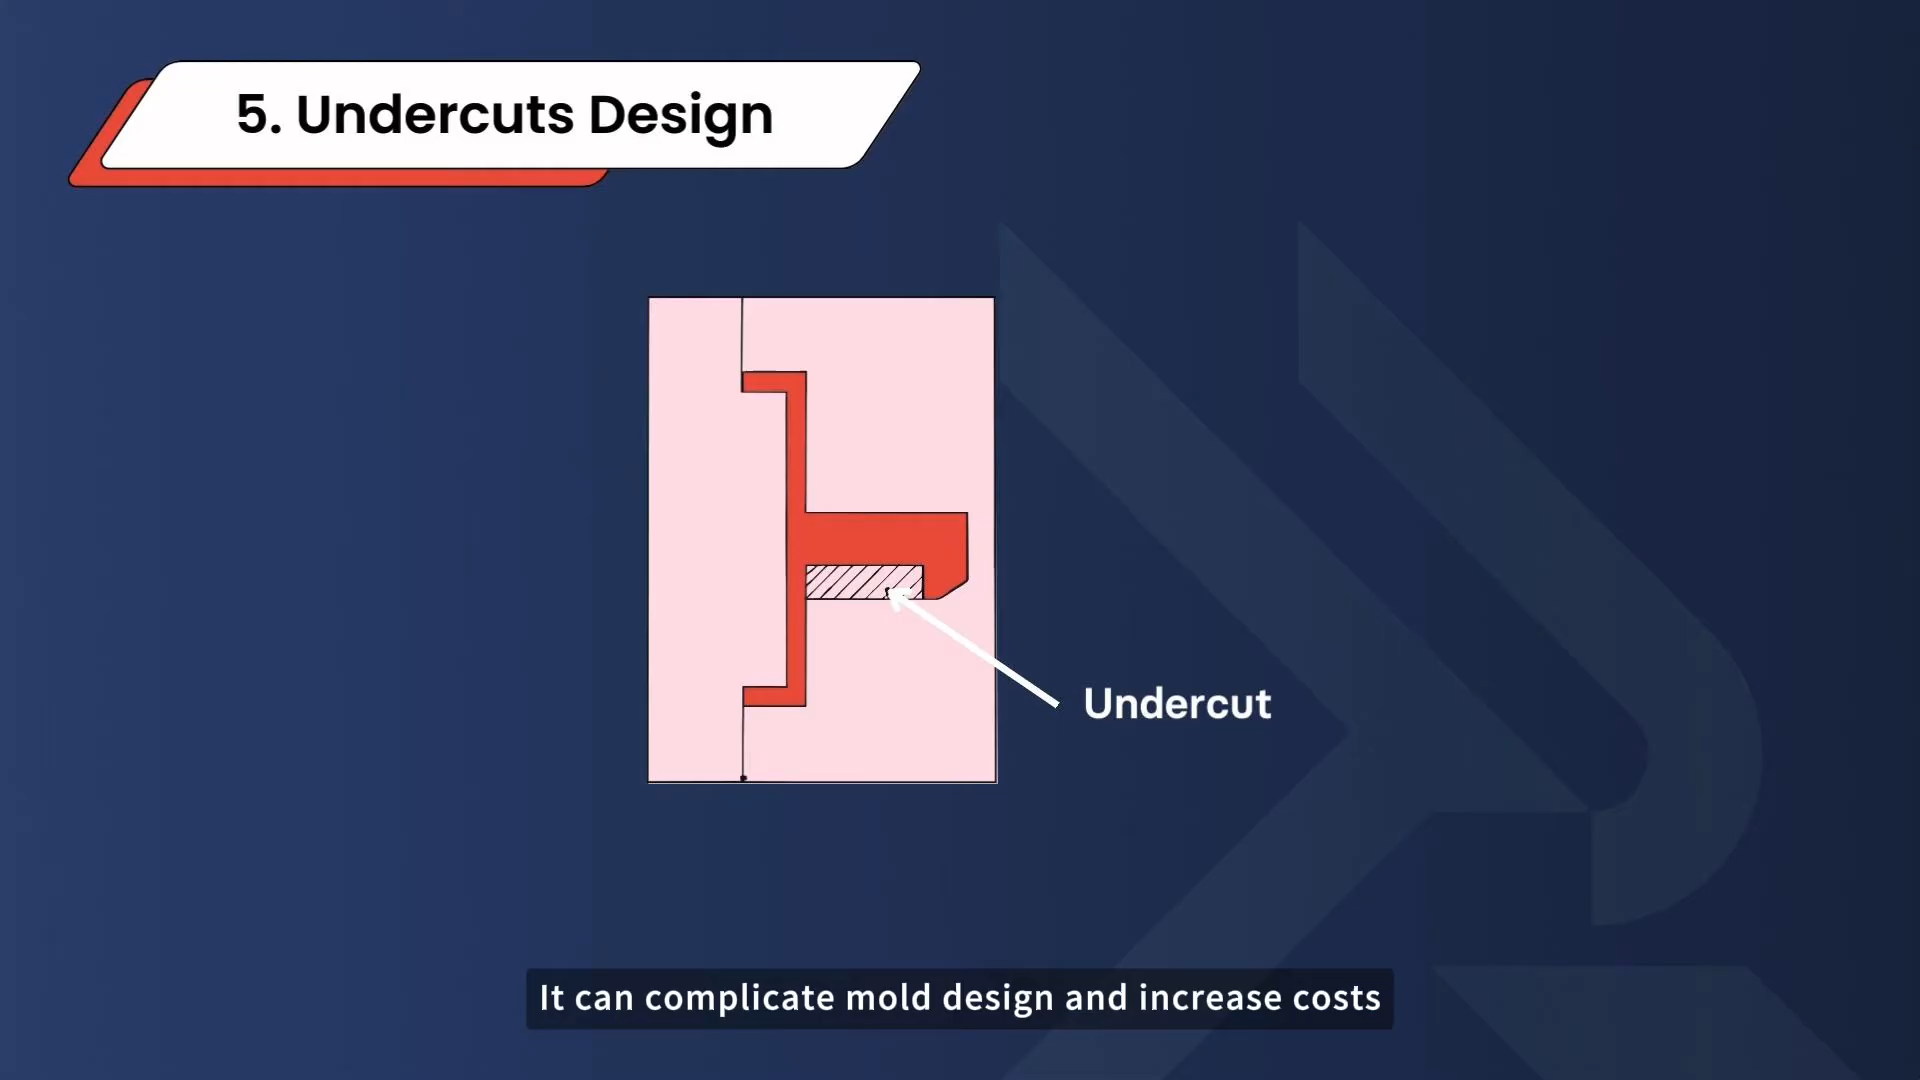 5. Undercuts Design
Undercut
It can complicate mold design and increase costs